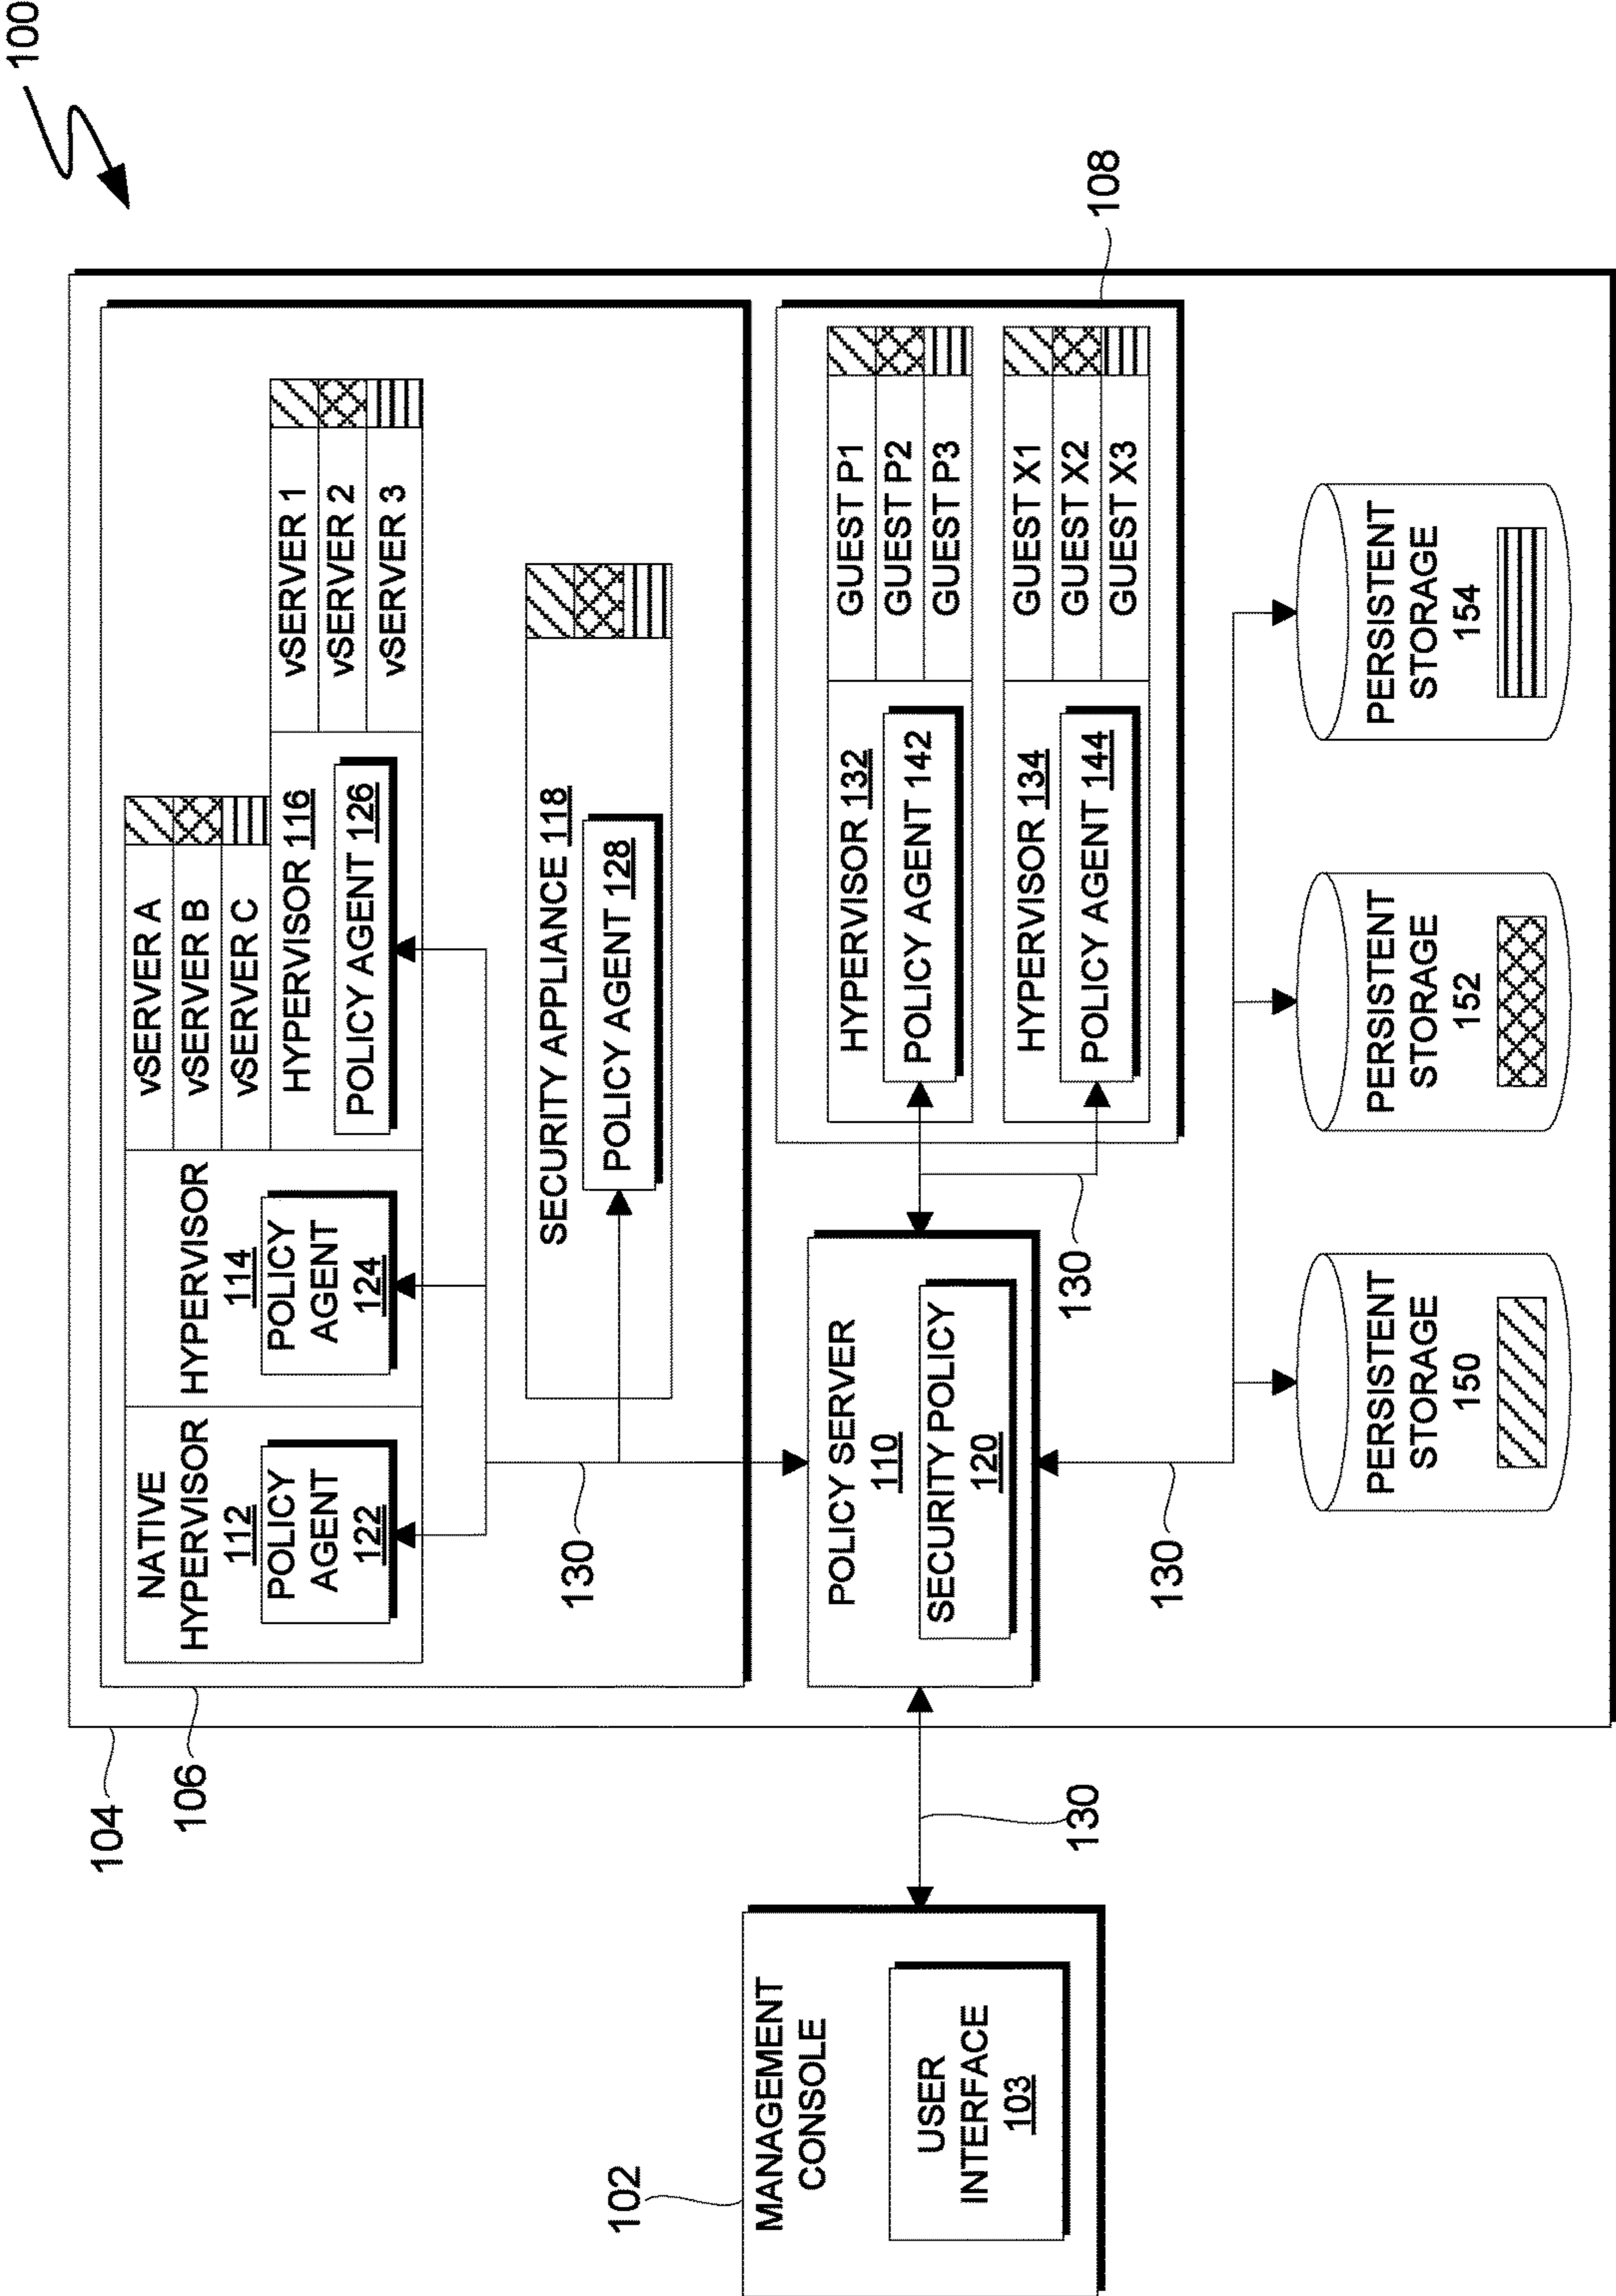 100
104
106
NATIVE
HYPERVISOR
112
POLICY
AGENT
122
HYPERVISOR
114
POLICY
AGENT
124
vSERVER A
vSERVER B
vSERVER C
HYPERVISOR 116
POLICY AGENT 126
vSERVER 1
vSERVER 2
vSERVER 3
130
SECURITY APPLIANCE 118
POLICY AGENT 128
102
MANAGEMENT
CONSOLE
USER
INTERFACE
103
130
POLICY SERVER
110
SECURITY POLICY
120
130
108
HYPERVISOR 132
POLICY AGENT 142
GUEST P1
GUEST P2
GUEST P3
HYPERVISOR 134
POLICY AGENT 144
GUEST X1
GUEST X2
GUEST X3
130
PERSISTENT
STORAGE
150
PERSISTENT
STORAGE
152
PERSISTENT
STORAGE
154